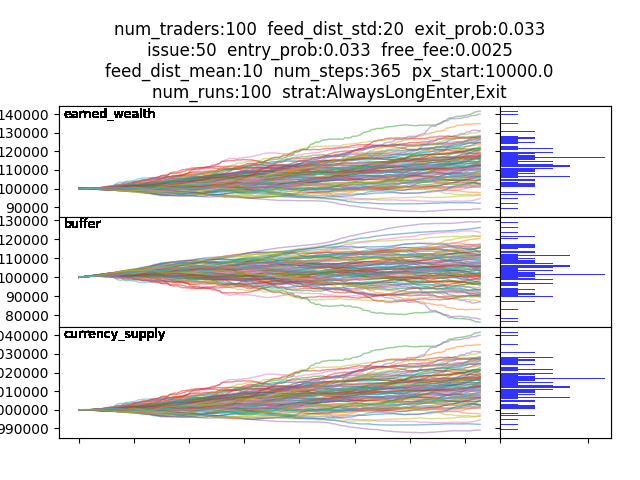 num_traders:100 feed_dist_std:20 exit_prob:0.033
issue:50 entry_prob:0.033 free_fee:0.0025
feed_dist_mean:10 num_steps:365 px_start:10000.0
num_runs:100 strat:AlwaysLongEnter,Exit
earned_wealth
140000
130000
120000
110000
100000
90000
buffer
130000
120000
110000
100000
90000
80000
currency_supply
040000
030000
020000
010000
000000
990000